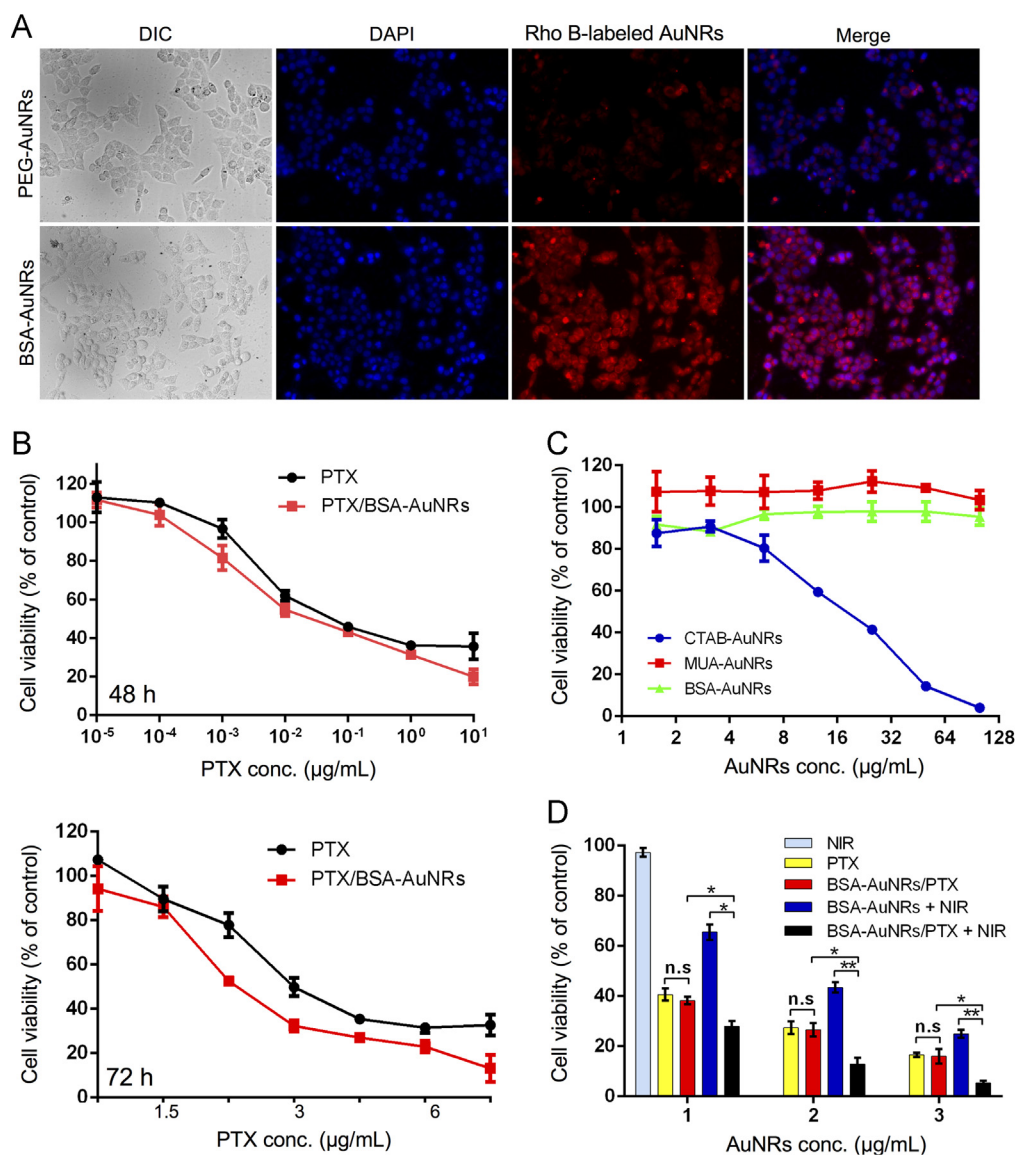 A
DIC
DAPI
Rho B-labeled AuNRs
Merge
PEG-AuNRs
BSA-AuNRs
B
Cell viability (% of control)
120
100
80
60
40
20
0
PTX
PTX/BSA-AuNRs
48 h
10⁻⁵ 10⁻⁴ 10⁻³ 10⁻² 10⁻¹ 10⁰ 10¹
PTX conc. (µg/mL)
Cell viability (% of control)
120
100
80
60
40
20
0
PTX
PTX/BSA-AuNRs
72 h
1.5 3 6
PTX conc. (µg/mL)
C
Cell viability (% of control)
120
100
80
60
40
20
0
CTAB-AuNRs
MUA-AuNRs
BSA-AuNRs
1 2 4 8 16 32 64 128
AuNRs conc. (µg/mL)
D
Cell viability (% of control)
100
80
60
40
20
0
NIR
PTX
BSA-AuNRs/PTX
BSA-AuNRs + NIR
BSA-AuNRs/PTX + NIR
*
*
n.s
*
**
n.s
*
**
n.s
1 2 3
AuNRs conc. (µg/mL)